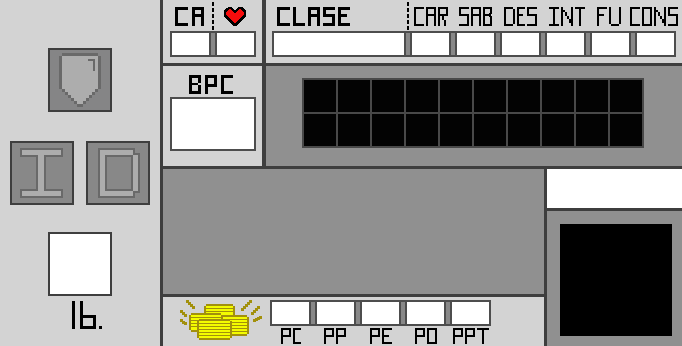 CA CLASE CAR SAB DES INT FU CONS
BPC
I D
lb.
PC PP PE PO PPT